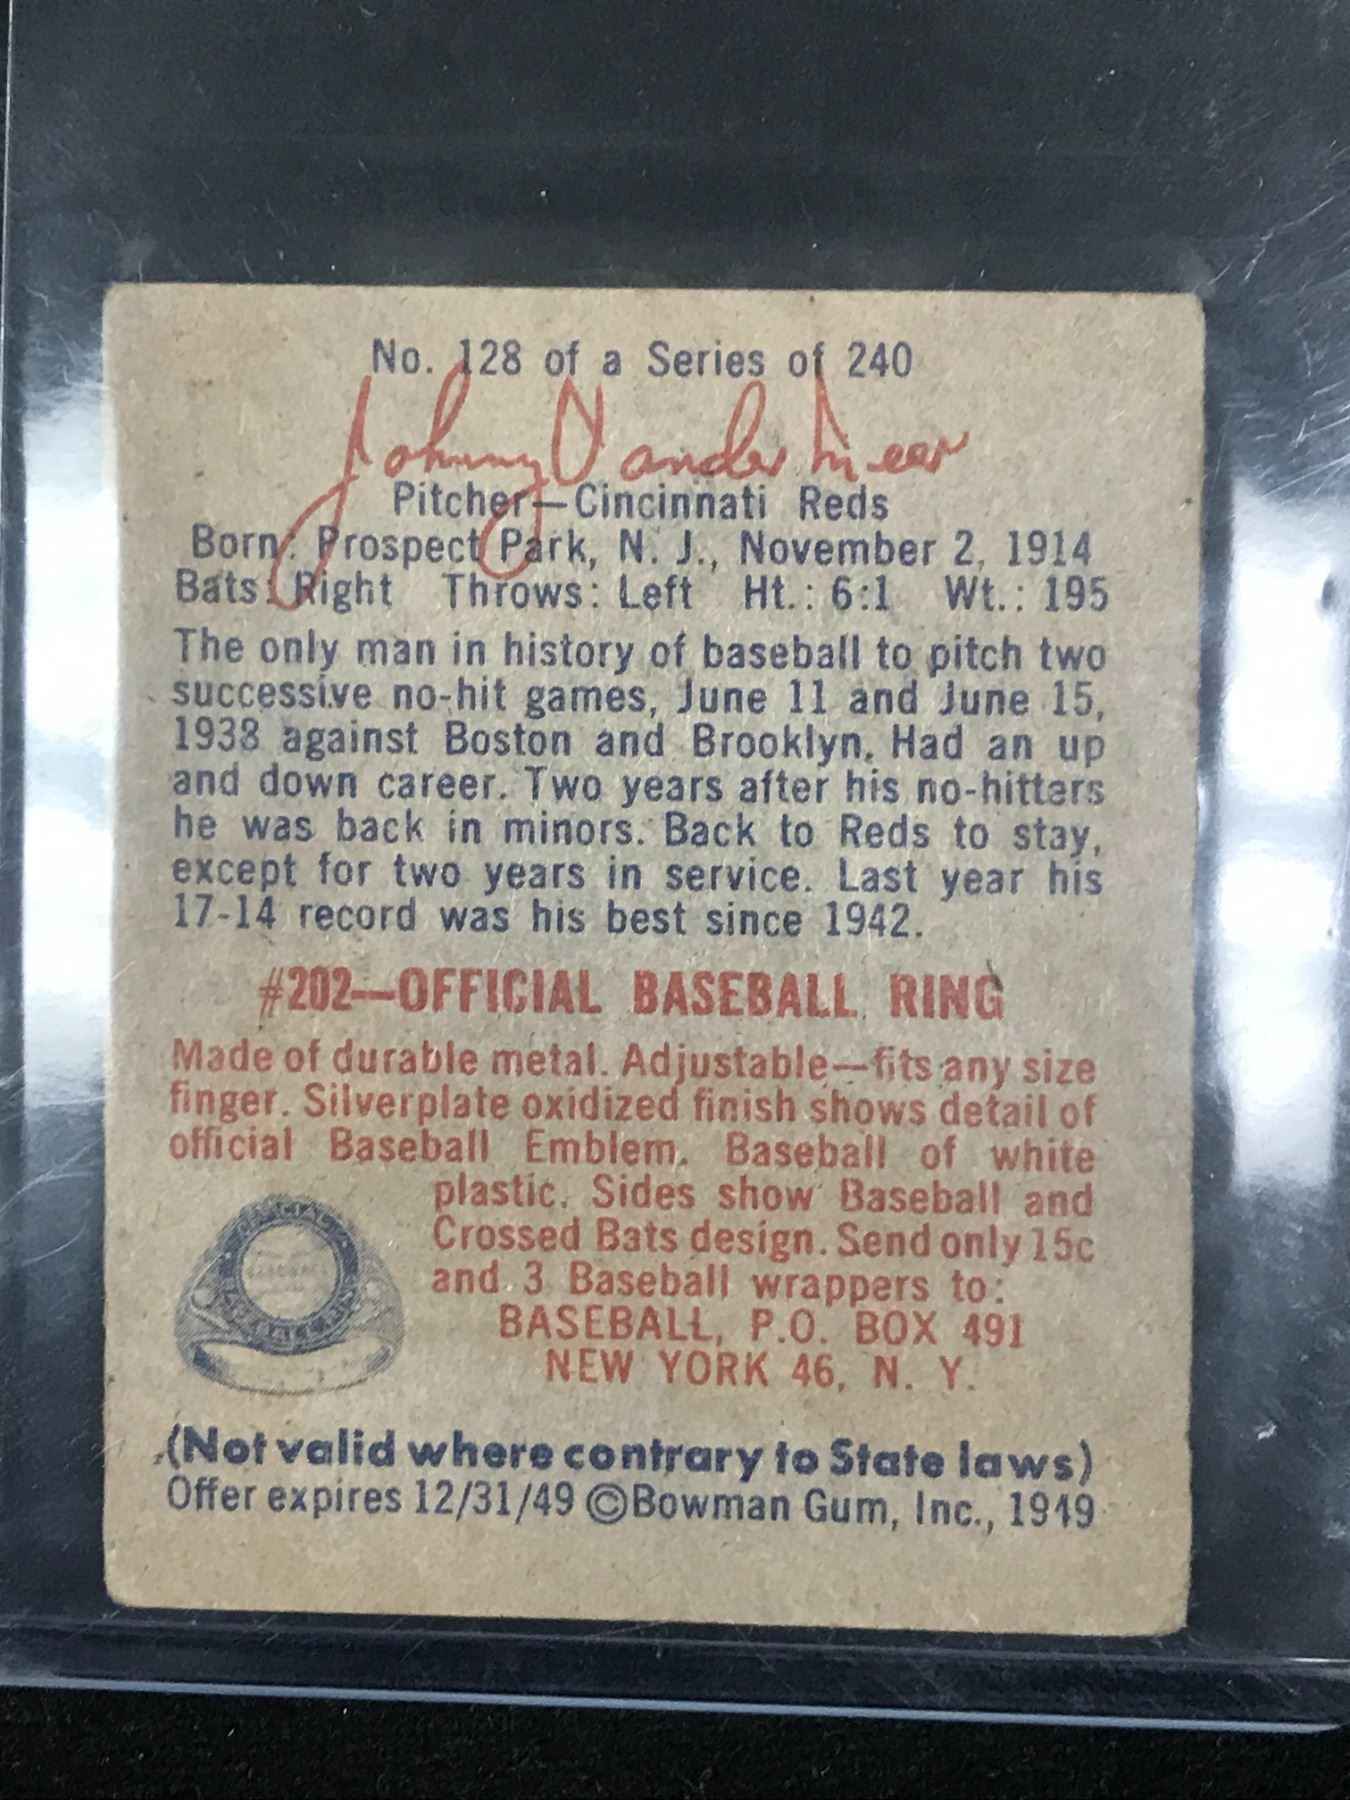 No. 128 of a Series of 240
Johnny Vander Meer
Pitcher—Cincinnati Reds
Born: Prospect Park, N. J., November 2, 1914
Bats: Right Throws: Left Ht.: 6:1 Wt.: 195
The only man in history of baseball to pitch two
successive no-hit games, June 11 and June 15,
1938 against Boston and Brooklyn. Had an up
and down career. Two years after his no-hitters
he was back in minors. Back to Reds to stay,
except for two years in service. Last year his
17-14 record was his best since 1942.
#202—OFFICIAL BASEBALL RING
Made of durable metal. Adjustable—fits any size
finger. Silverplate oxidized finish shows detail of
official Baseball Emblem. Baseball of white
plastic. Sides show Baseball and
Crossed Bats design. Send only 15c
and 3 Baseball wrappers to:
BASEBALL, P.O. BOX 491
NEW YORK 46, N. Y.
(Not valid where contrary to State laws)
Offer expires 12/31/49 ©Bowman Gum, Inc., 1949